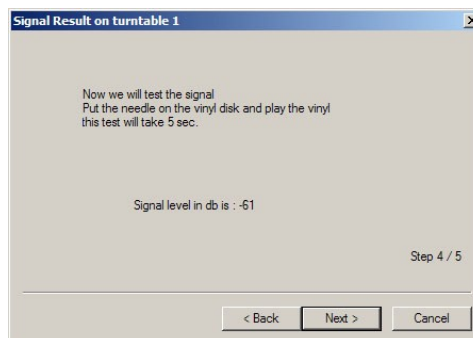 Signal Result on turntable 1
Now we will test the signal
Put the needle on the vinyl disk and play the vinyl
this test will take 5 sec.
Signal level in db is : -61
Step 4 / 5
< Back Next > Cancel